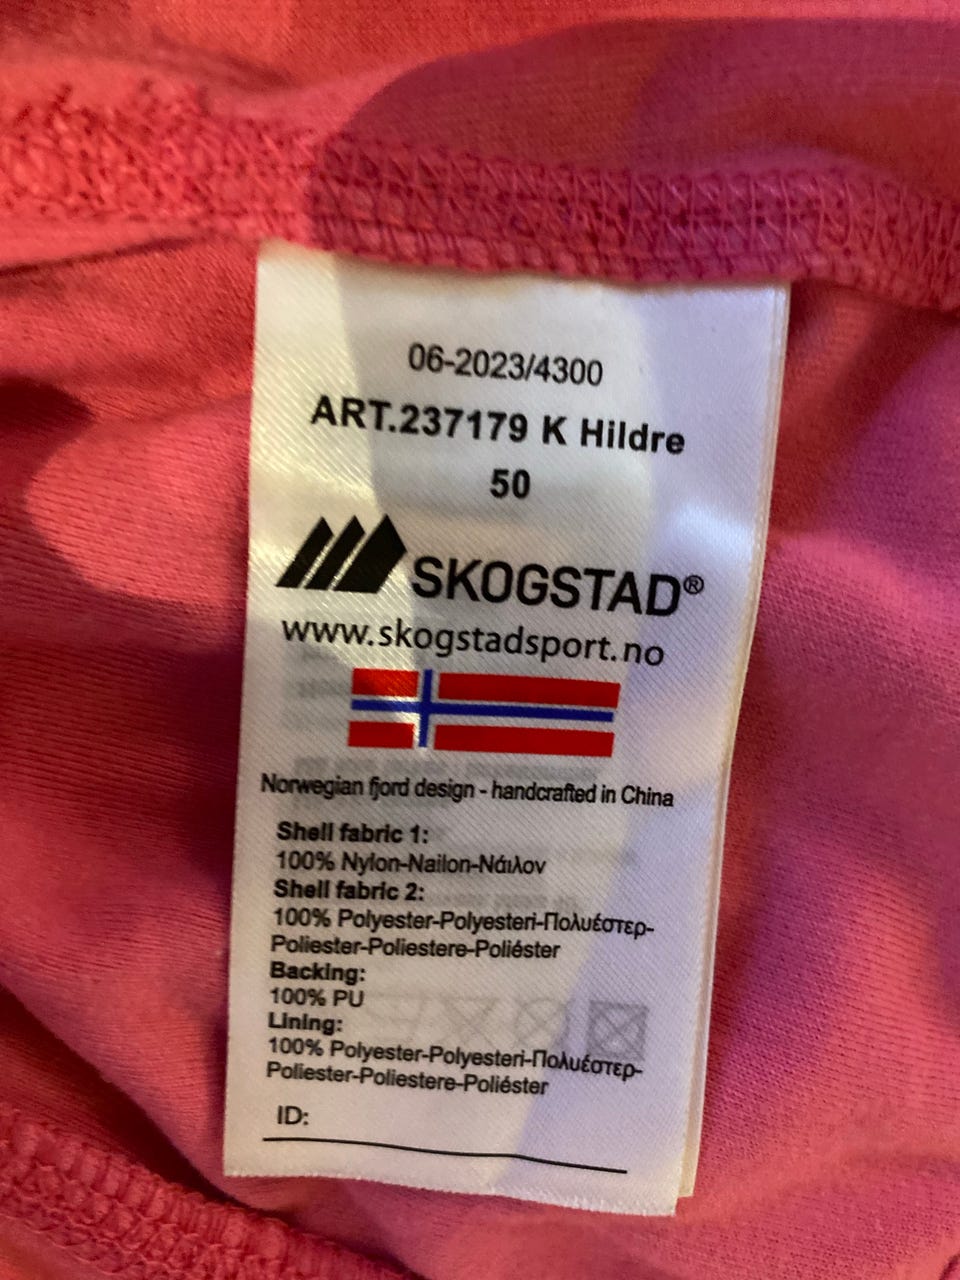 06-2023/4300
ART.237179 K Hildre
50
SKOGSTAD®
www.skogstadsport.no
Norwegian fjord design - handcrafted in China
Shell fabric 1:
100% Nylon-Nailon-Νάιλον
Shell fabric 2:
100% Polyester-Polyesteri-Πολυέστερ-
Poliester-Poliestere-Poliéster
Backing:
100% PU
Lining:
100% Polyester-Polyesteri-Πολυέστερ-
Poliester-Poliestere-Poliéster
ID: